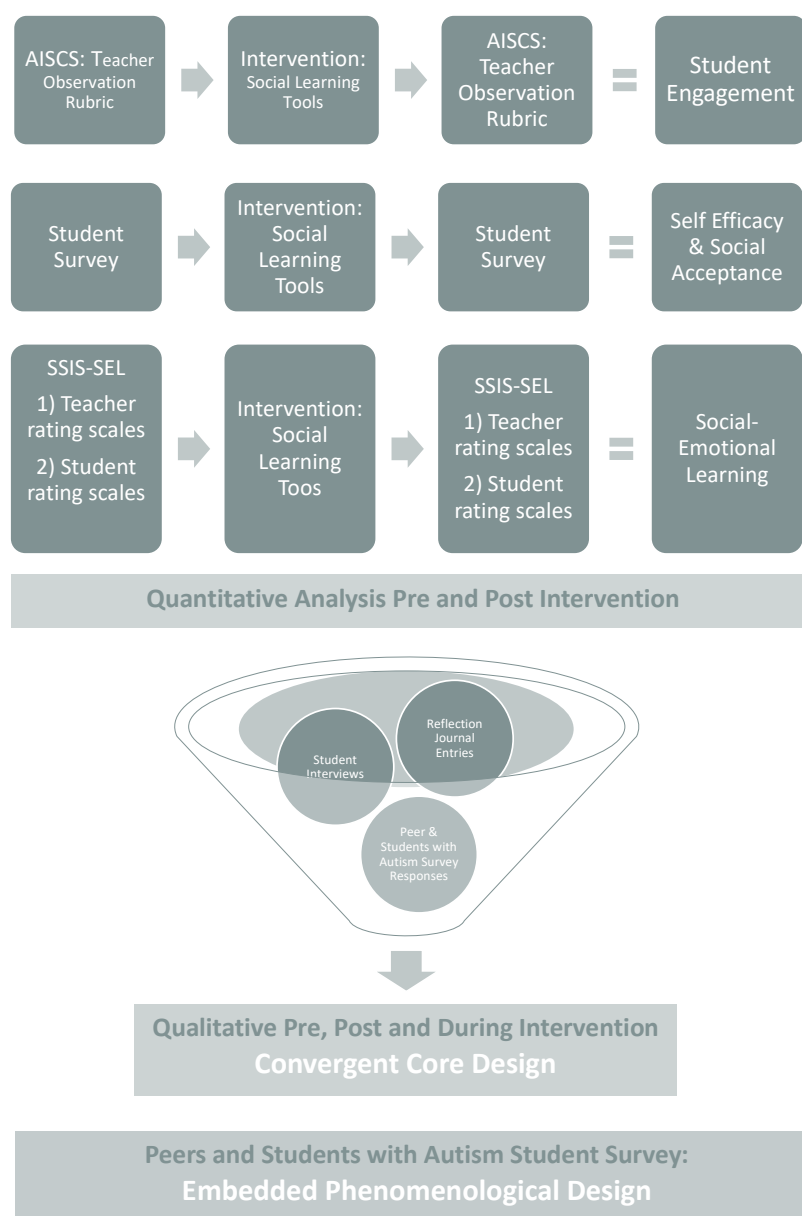 AISCS: Teacher
Observation
Rubric
Intervention:
Social Learning
Tools
AISCS:
Teacher
Observation
Rubric
Student
Engagement
Student
Survey
Intervention:
Social
Learning
Tools
Student
Survey
Self Efficacy
& Social
Acceptance
SSIS-SEL
1) Teacher
rating scales
2) Student
rating scales
Intervention:
Social
Learning
Toos
SSIS-SEL
1) Teacher
rating scales
2) Student
rating scales
Social-
Emotional
Learning
Quantitative Analysis Pre and Post Intervention
Reflection
Journal
Entries
Student
Interviews
Peer &
Students with
Autism Survey
Responses
Qualitative Pre, Post and During Intervention
Convergent Core Design
Peers and Students with Autism Student Survey:
Embedded Phenomenological Design